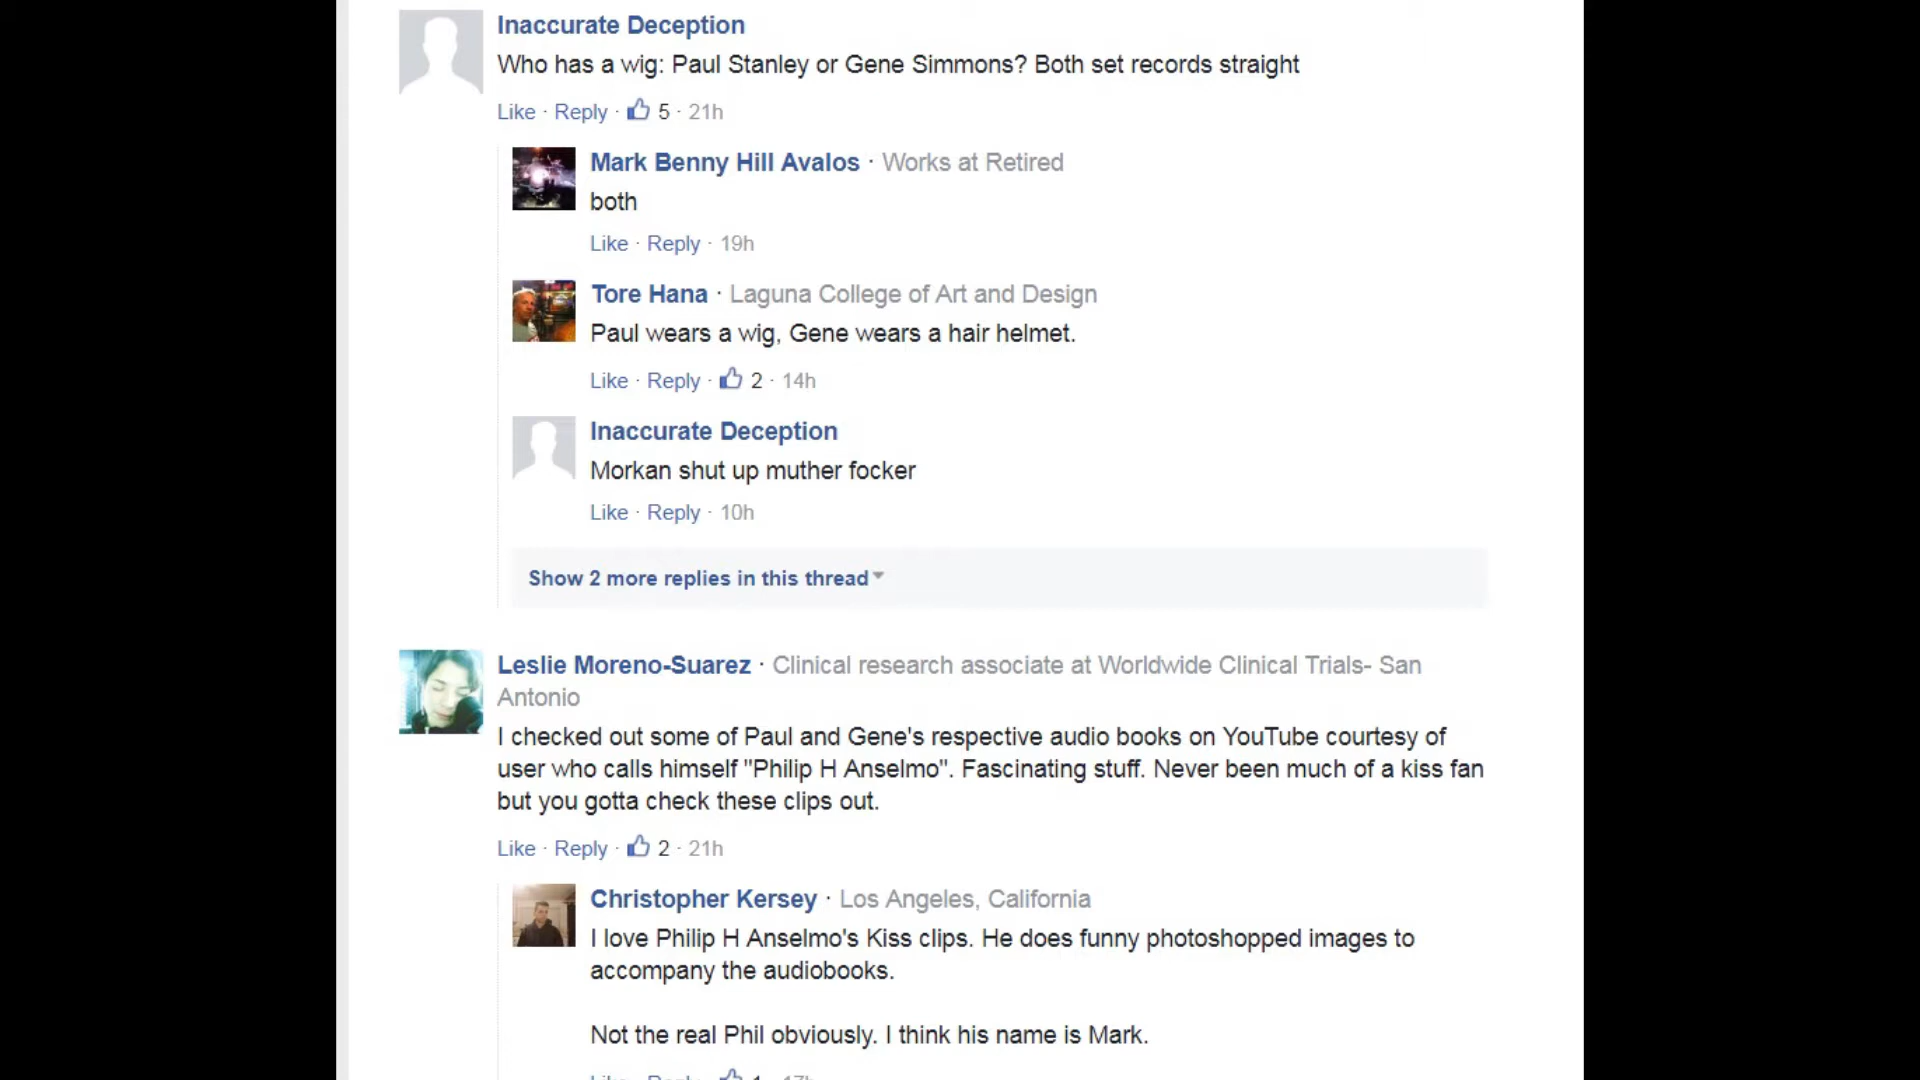 Inaccurate Deception
Who has a wig: Paul Stanley or Gene Simmons? Both set records straight
Like · Reply · 5 · 21h
Mark Benny Hill Avalos · Works at Retired
both
Like · Reply · 19h
Tore Hana · Laguna College of Art and Design
Paul wears a wig, Gene wears a hair helmet.
Like · Reply · 2 · 14h
Inaccurate Deception
Morkan shut up muther focker
Like · Reply · 10h
Show 2 more replies in this thread
Leslie Moreno-Suarez · Clinical research associate at Worldwide Clinical Trials- San
Antonio
I checked out some of Paul and Gene's respective audio books on YouTube courtesy of
user who calls himself "Philip H Anselmo". Fascinating stuff. Never been much of a kiss fan
but you gotta check these clips out.
Like · Reply · 2 · 21h
Christopher Kersey · Los Angeles, California
I love Philip H Anselmo's Kiss clips. He does funny photoshopped images to
accompany the audiobooks.
Not the real Phil obviously. I think his name is Mark.